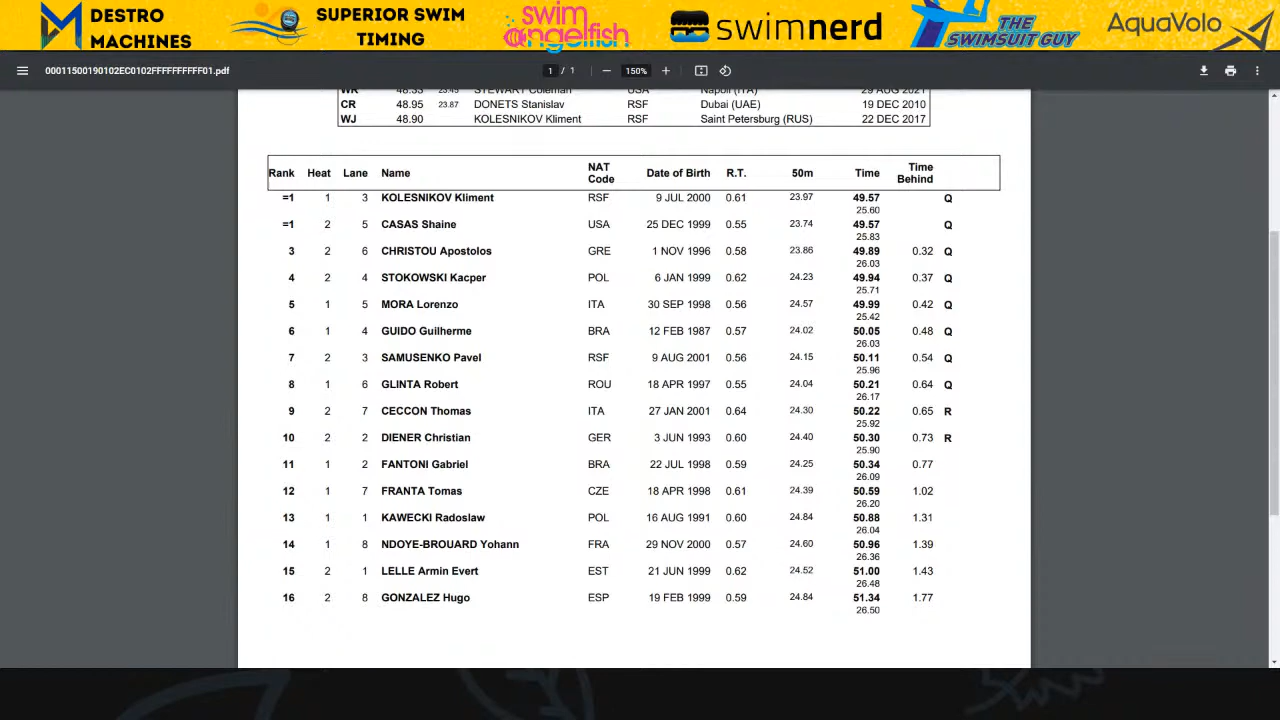 DESTRO
MACHINES
SUPERIOR SWIM
TIMING
swim
angelfish
swimnerd
THE
SWIMSUIT GUY
AquaVolo
00011500190102EC0102FFFFFFFFFF01.pdf
1 / 1
150%
WR 48.33 23.45 STEWART Coleman USA Napoli (ITA) 29 AUG 2021
CR 48.95 23.87 DONETS Stanislav RSF Dubai (UAE) 19 DEC 2010
WJ 48.90 KOLESNIKOV Kliment RSF Saint Petersburg (RUS) 22 DEC 2017
Rank Heat Lane Name NAT Code Date of Birth R.T. 50m Time Time Behind
=1 1 3 KOLESNIKOV Kliment RSF 9 JUL 2000 0.61 23.97 49.57 Q
25.60
=1 2 5 CASAS Shaine USA 25 DEC 1999 0.55 23.74 49.57 Q
25.83
3 2 6 CHRISTOU Apostolos GRE 1 NOV 1996 0.58 23.86 49.89 0.32 Q
26.03
4 2 4 STOKOWSKI Kacper POL 6 JAN 1999 0.62 24.23 49.94 0.37 Q
25.71
5 1 5 MORA Lorenzo ITA 30 SEP 1998 0.56 24.57 49.99 0.42 Q
25.42
6 1 4 GUIDO Guilherme BRA 12 FEB 1987 0.57 24.02 50.05 0.48 Q
26.03
7 2 3 SAMUSENKO Pavel RSF 9 AUG 2001 0.56 24.15 50.11 0.54 Q
25.96
8 1 6 GLINTA Robert ROU 18 APR 1997 0.55 24.04 50.21 0.64 Q
26.17
9 2 7 CECCON Thomas ITA 27 JAN 2001 0.64 24.30 50.22 0.65 R
25.92
10 2 2 DIENER Christian GER 3 JUN 1993 0.60 24.40 50.30 0.73 R
25.90
11 1 2 FANTONI Gabriel BRA 22 JUL 1998 0.59 24.25 50.34 0.77
26.09
12 1 7 FRANTA Tomas CZE 18 APR 1998 0.61 24.39 50.59 1.02
26.20
13 1 1 KAWECKI Radoslaw POL 16 AUG 1991 0.60 24.84 50.88 1.31
26.04
14 1 8 NDOYE-BROUARD Yohann FRA 29 NOV 2000 0.57 24.60 50.96 1.39
26.36
15 2 1 LELLE Armin Evert EST 21 JUN 1999 0.62 24.52 51.00 1.43
26.48
16 2 8 GONZALEZ Hugo ESP 19 FEB 1999 0.59 24.84 51.34 1.77
26.50